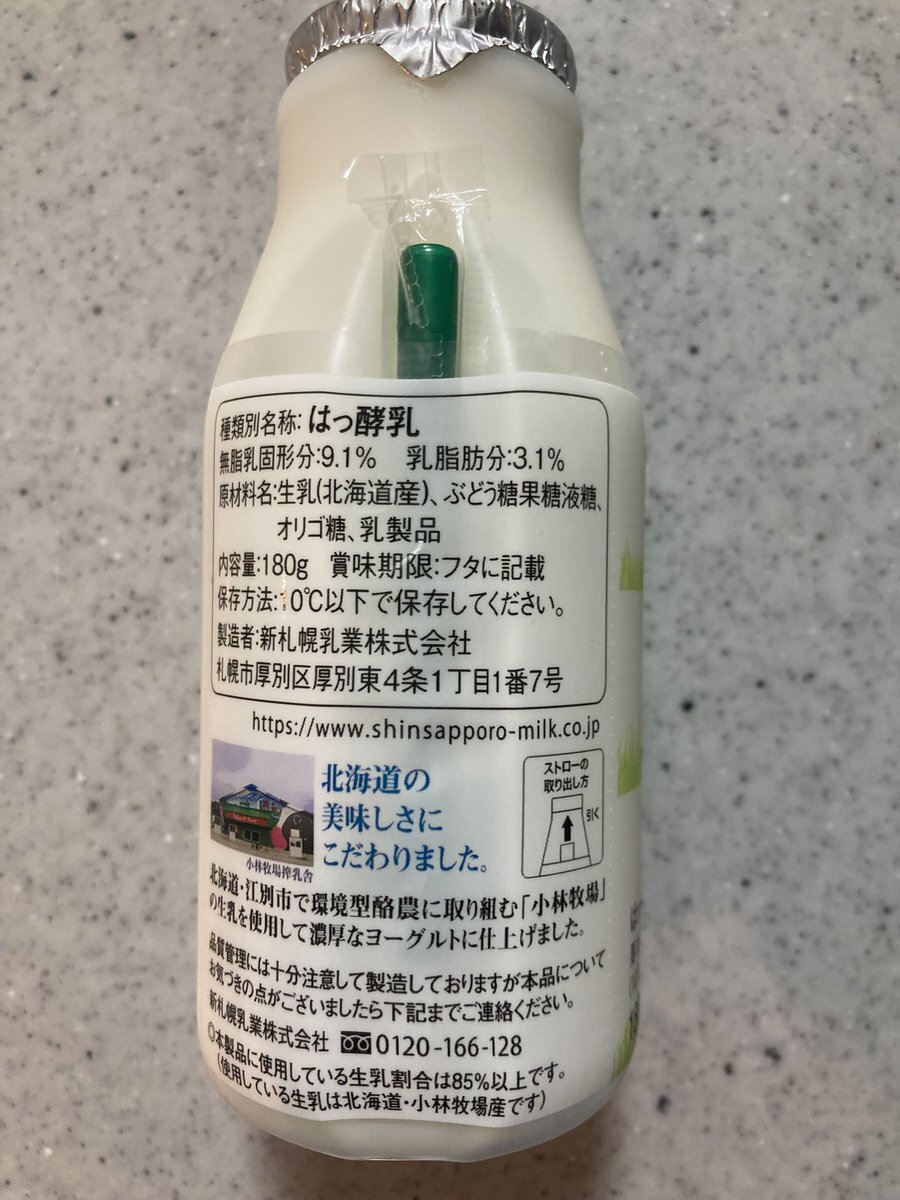 種類別名称: はっ酵乳
無脂乳固形分:9.1% 乳脂肪分:3.1%
原材料名:生乳(北海道産)、ぶどう糖果糖液糖、
オリゴ糖、乳製品
内容量:180g 賞味期限:フタに記載
保存方法:10℃以下で保存してください。
製造者:新札幌乳業株式会社
札幌市厚別区厚別東4条1丁目1番7号
https://www.shinsapporo-milk.co.jp
北海道の
美味しさに
こだわりました。
小林牧場搾乳舎
ストローの
取り出し方
引く
北海道・江別市で環境型酪農に取り組む「小林牧場」
の生乳を使用して濃厚なヨーグルトに仕上げました。
品質管理には十分注意して製造しておりますが本品について
お気づきの点がございましたら下記までご連絡ください。
新札幌乳業株式会社 0120-166-128
◎本製品に使用している生乳割合は85%以上です。
(使用している生乳は北海道・小林牧場産です)